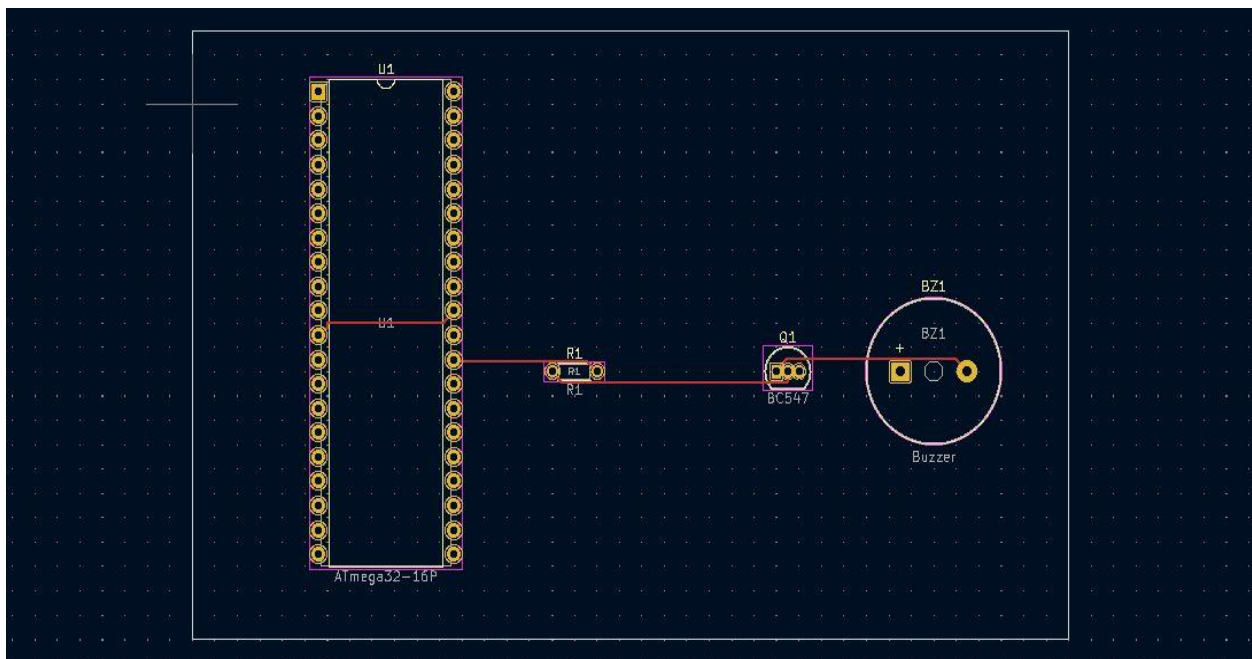 U1
U1
R1
R1
R1
Q1
BC547
BZ1
BZ1
+
Buzzer
ATmega32-16P